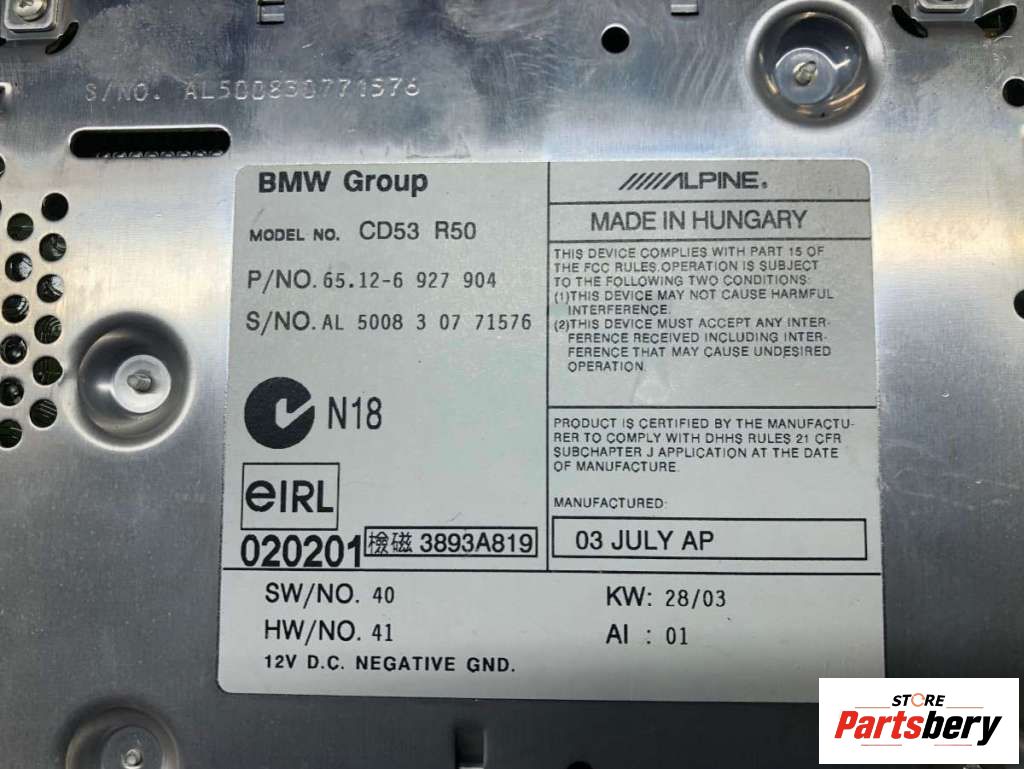 S/NO. AL500830771576
BMW Group
MODEL NO. CD53 R50
P/NO. 65.12-6 927 904
S/NO. AL 5008 3 07 71576
N18
eIRL
020201
檢磁 3893A819
ALPINE®
MADE IN HUNGARY
THIS DEVICE COMPLIES WITH PART 15 OF
THE FCC RULES.OPERATION IS SUBJECT
TO THE FOLLOWING TWO CONDITIONS:
(1)THIS DEVICE MAY NOT CAUSE HARMFUL
INTERFERENCE.
(2)THIS DEVICE MUST ACCEPT ANY INTER-
FERENCE RECEIVED INCLUDING INTER-
FERENCE THAT MAY CAUSE UNDESIRED
OPERATION.
PRODUCT IS CERTIFIED BY THE MANUFACTU-
RER TO COMPLY WITH DHHS RULES 21 CFR
SUBCHAPTER J APPLICATION AT THE DATE
OF MANUFACTURE.
MANUFACTURED:
03 JULY AP
SW/NO. 40
HW/NO. 41
12V D.C. NEGATIVE GND.
KW: 28/03
AI : 01
STORE
Partsbery